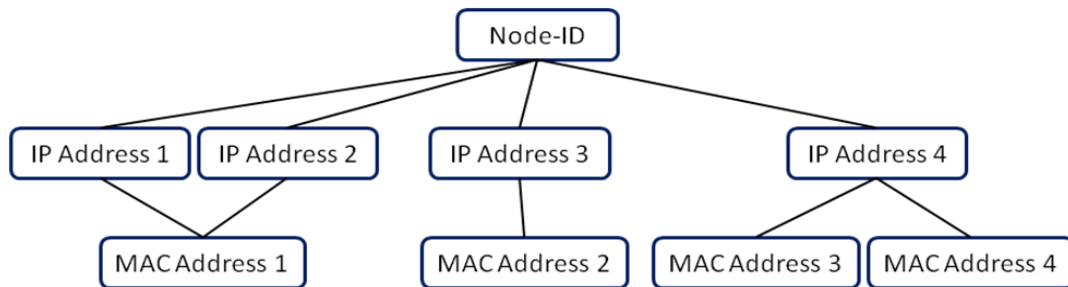 Node-ID
IP Address 1
IP Address 2
IP Address 3
IP Address 4
MAC Address 1
MAC Address 2
MAC Address 3
MAC Address 4